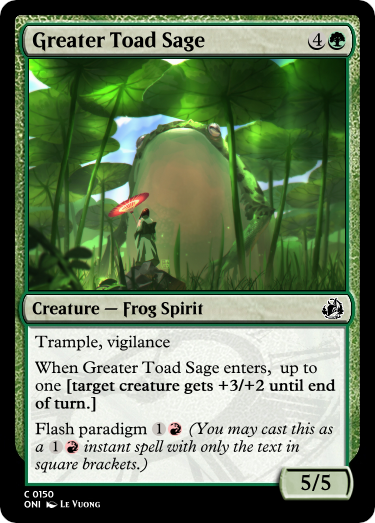 Greater Toad Sage 4
Creature — Frog Spirit
Trample, vigilance
When Greater Toad Sage enters,  up to
one [target creature gets +3/+2 until end
of turn.]
Flash paradigm 1 (You may cast this as
a 1 instant spell with only the text in
square brackets.)
5/5
C 0150
ONI Le Vuong